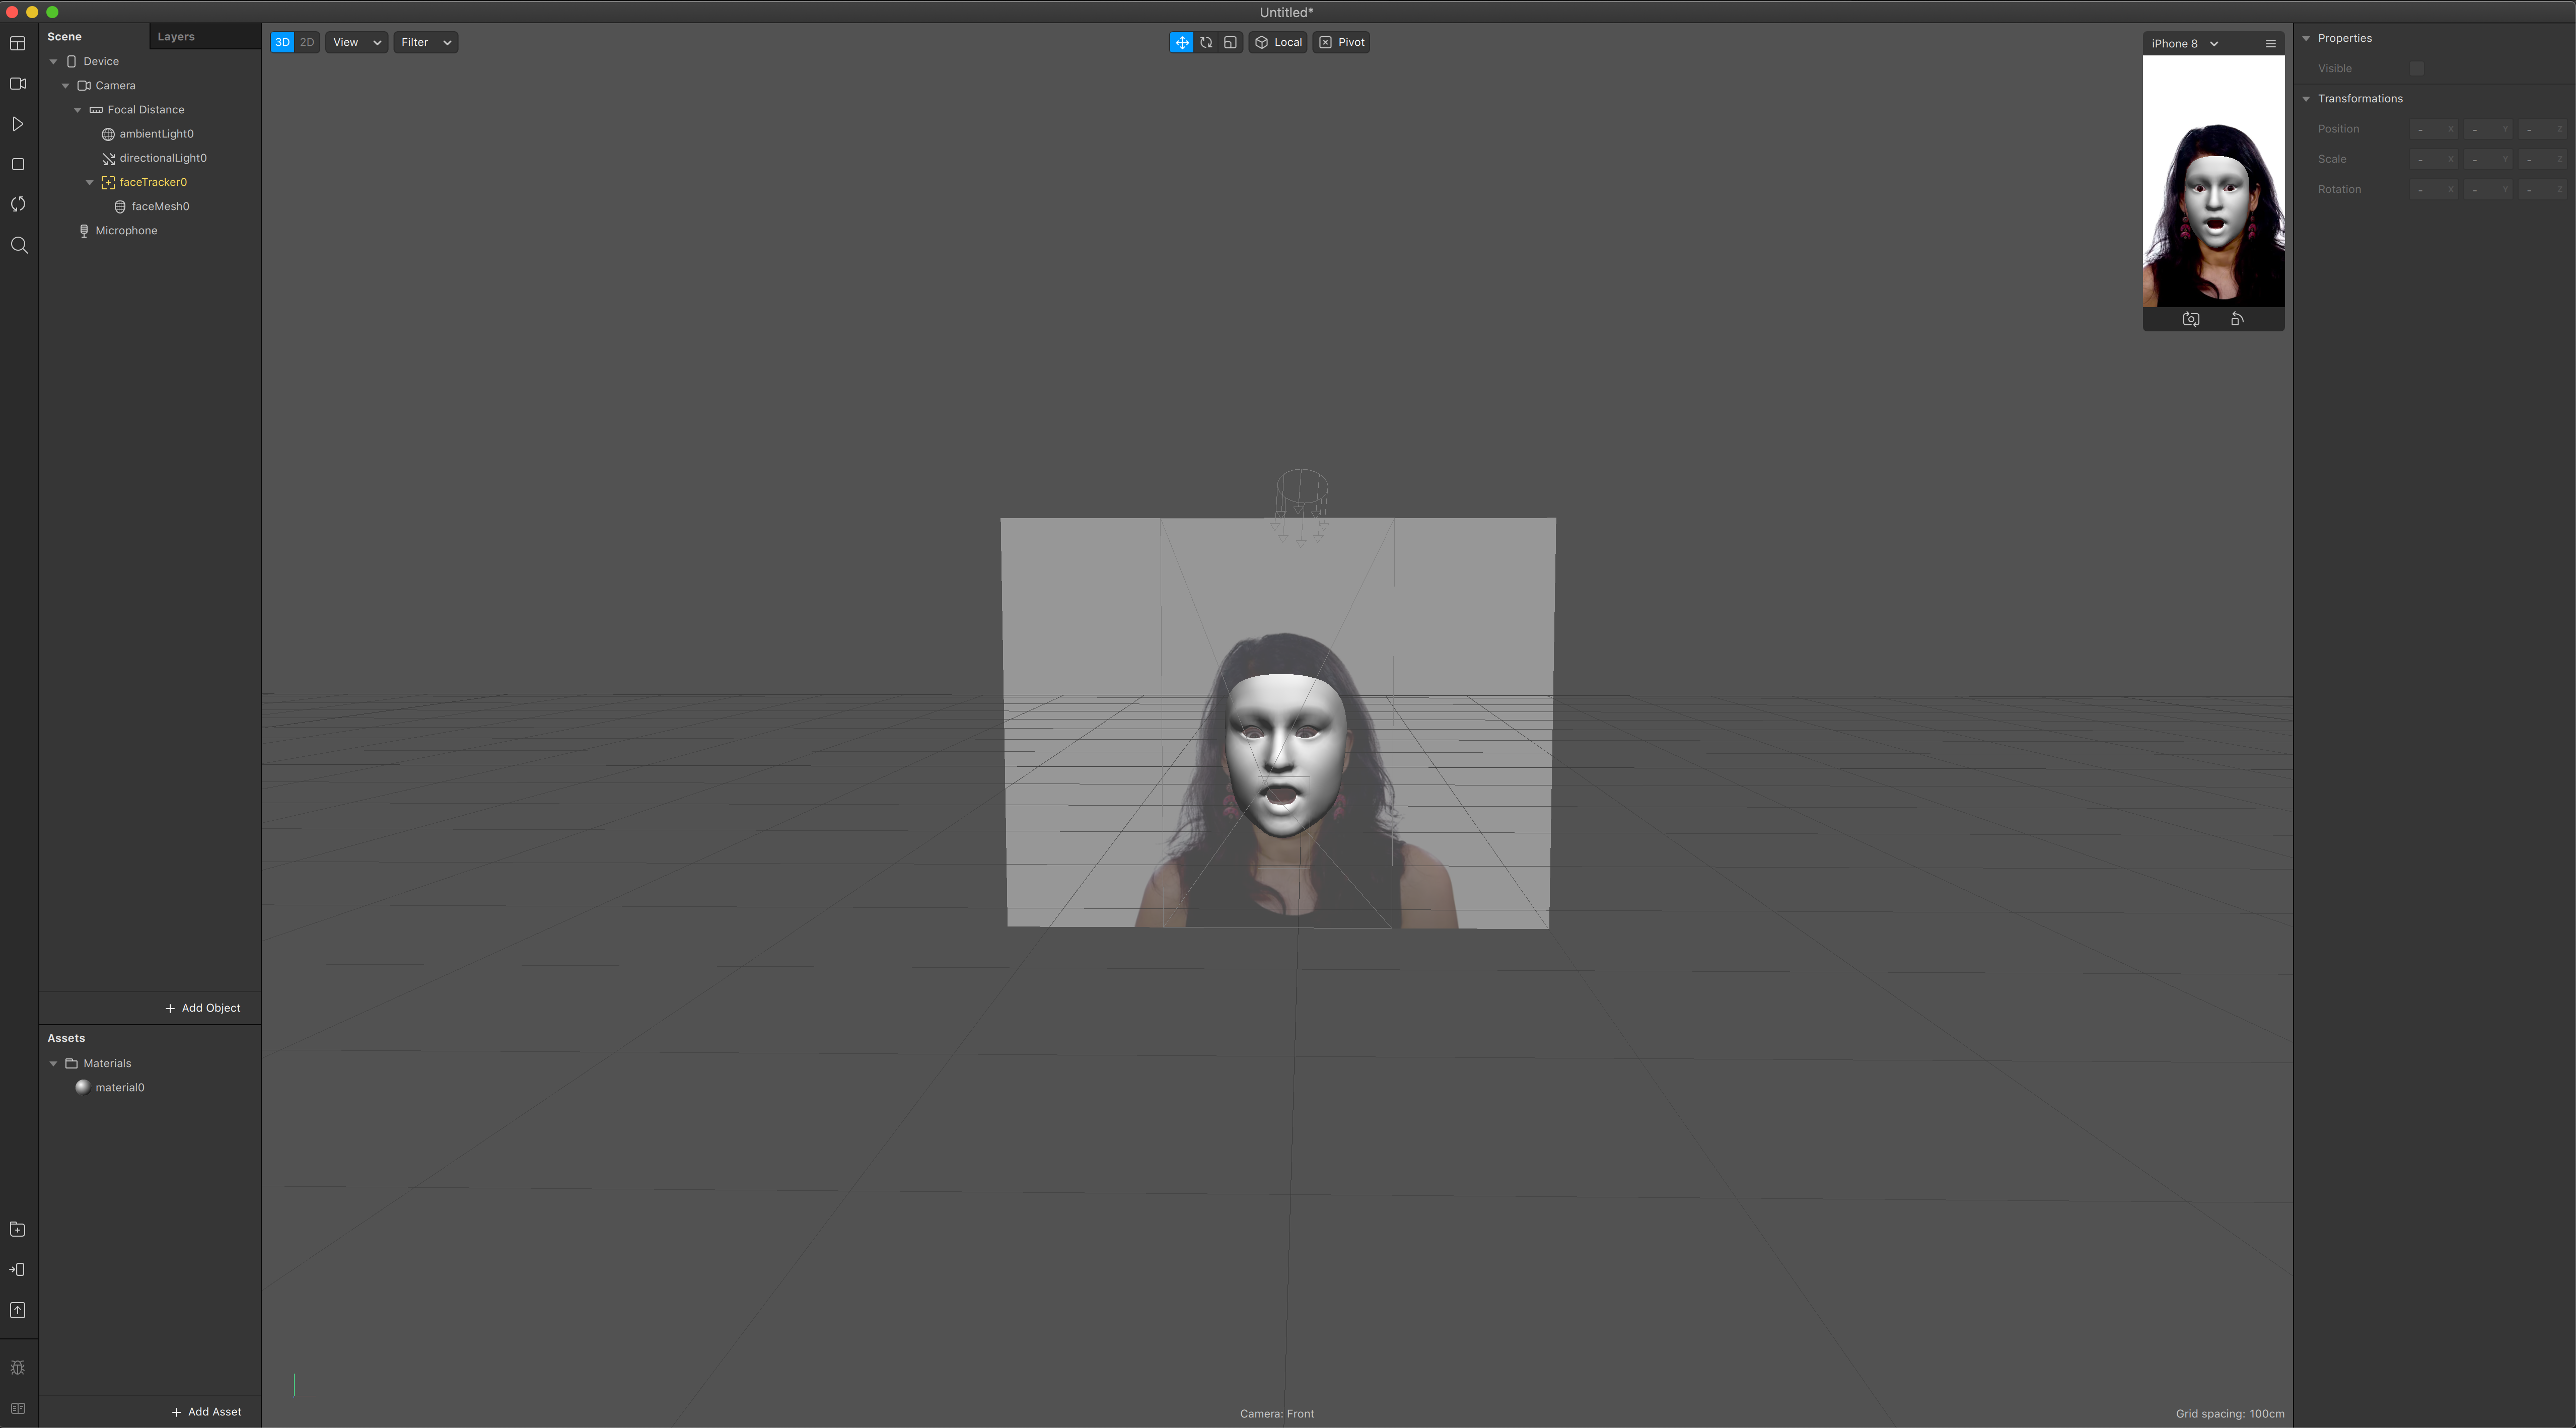 Untitled*
Scene
Layers
Device
Camera
Focal Distance
ambientLight0
directionalLight0
faceTracker0
faceMesh0
Microphone
+ Add Object
Assets
Materials
material0
+ Add Asset
3D 2D View Filter
Local Pivot
iPhone 8
Camera: Front
Grid spacing: 100cm
Properties
Visible
Transformations
Position - X - Y - Z
Scale - X - Y - Z
Rotation - X - Y - Z